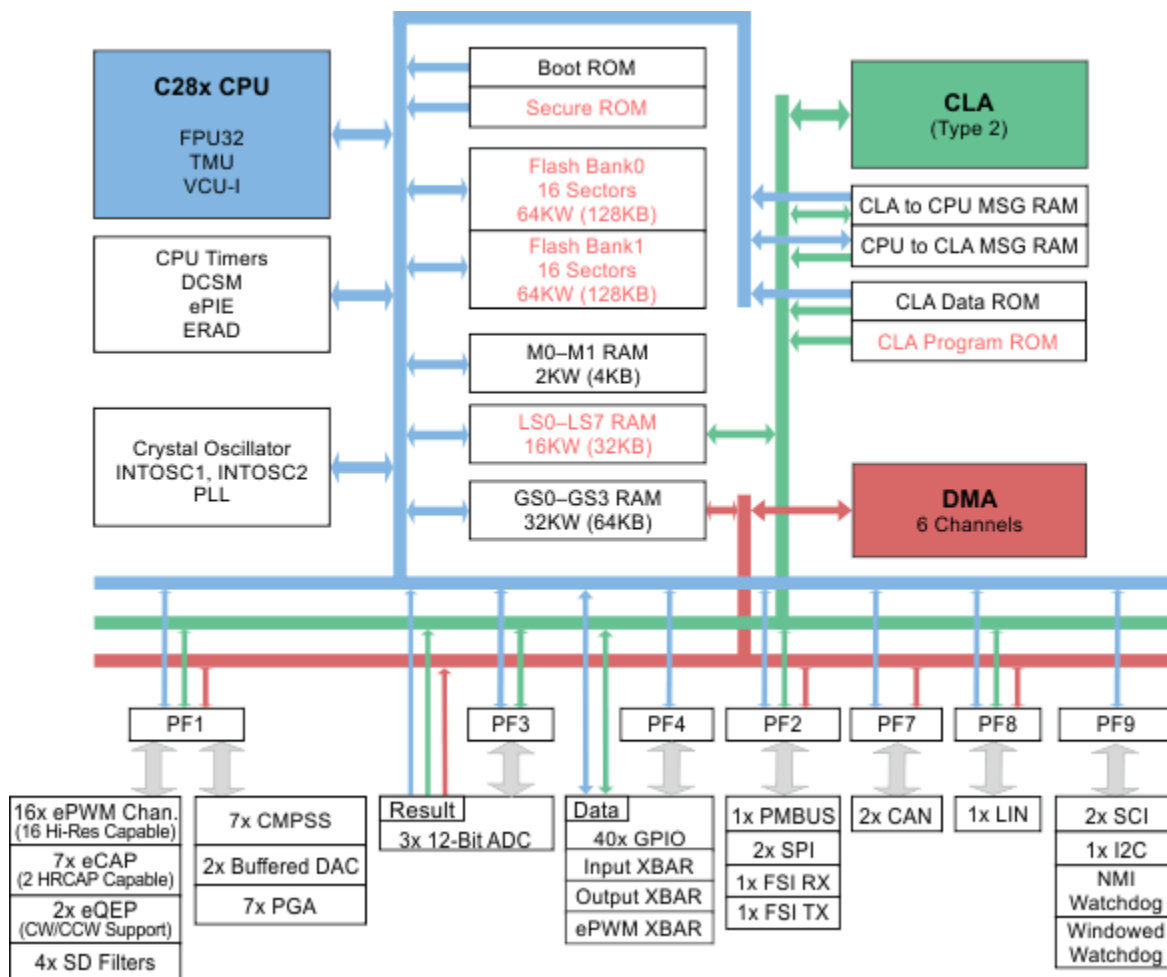 C28x CPU
FPU32
TMU
VCU-I
CPU Timers
DCSM
ePIE
ERAD
Crystal Oscillator
INTOSC1, INTOSC2
PLL
Boot ROM
Secure ROM
Flash Bank0
16 Sectors
64KW (128KB)
Flash Bank1
16 Sectors
64KW (128KB)
M0–M1 RAM
2KW (4KB)
LS0–LS7 RAM
16KW (32KB)
GS0–GS3 RAM
32KW (64KB)
CLA
(Type 2)
CLA to CPU MSG RAM
CPU to CLA MSG RAM
CLA Data ROM
CLA Program ROM
DMA
6 Channels
PF1
PF3
PF4
PF2
PF7
PF8
PF9
16x ePWM Chan.
(16 Hi-Res Capable)
7x eCAP
(2 HRCAP Capable)
2x eQEP
(CW/CCW Support)
4x SD Filters
7x CMPSS
2x Buffered DAC
7x PGA
Result
3x 12-Bit ADC
Data
40x GPIO
Input XBAR
Output XBAR
ePWM XBAR
1x PMBUS
2x SPI
1x FSI RX
1x FSI TX
2x CAN
1x LIN
2x SCI
1x I2C
NMI
Watchdog
Windowed
Watchdog